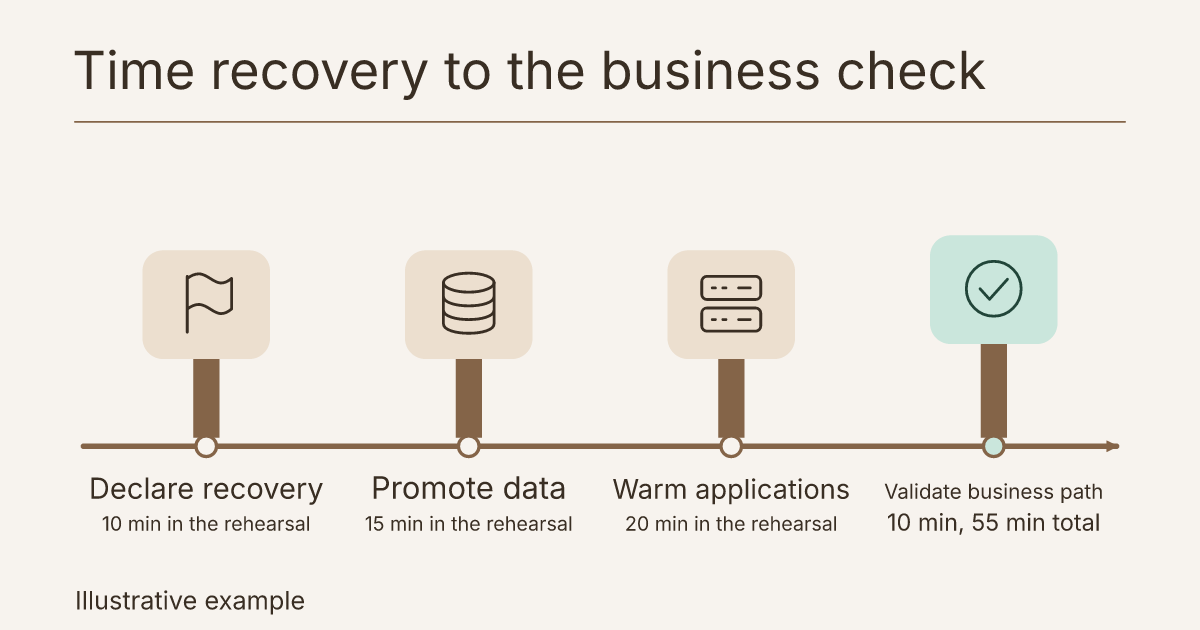 Time recovery to the business check
Declare recovery
10 min in the rehearsal
Promote data
15 min in the rehearsal
Warm applications
20 min in the rehearsal
Validate business path
10 min, 55 min total
Illustrative example